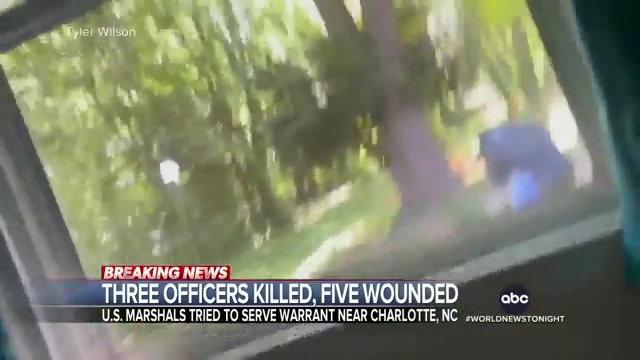 Tyler Wilson
BREAKING NEWS
THREE OFFICERS KILLED, FIVE WOUNDED
U.S. MARSHALS TRIED TO SERVE WARRANT NEAR CHARLOTTE, NC
abc
#WORLDNEWSTONIGHT